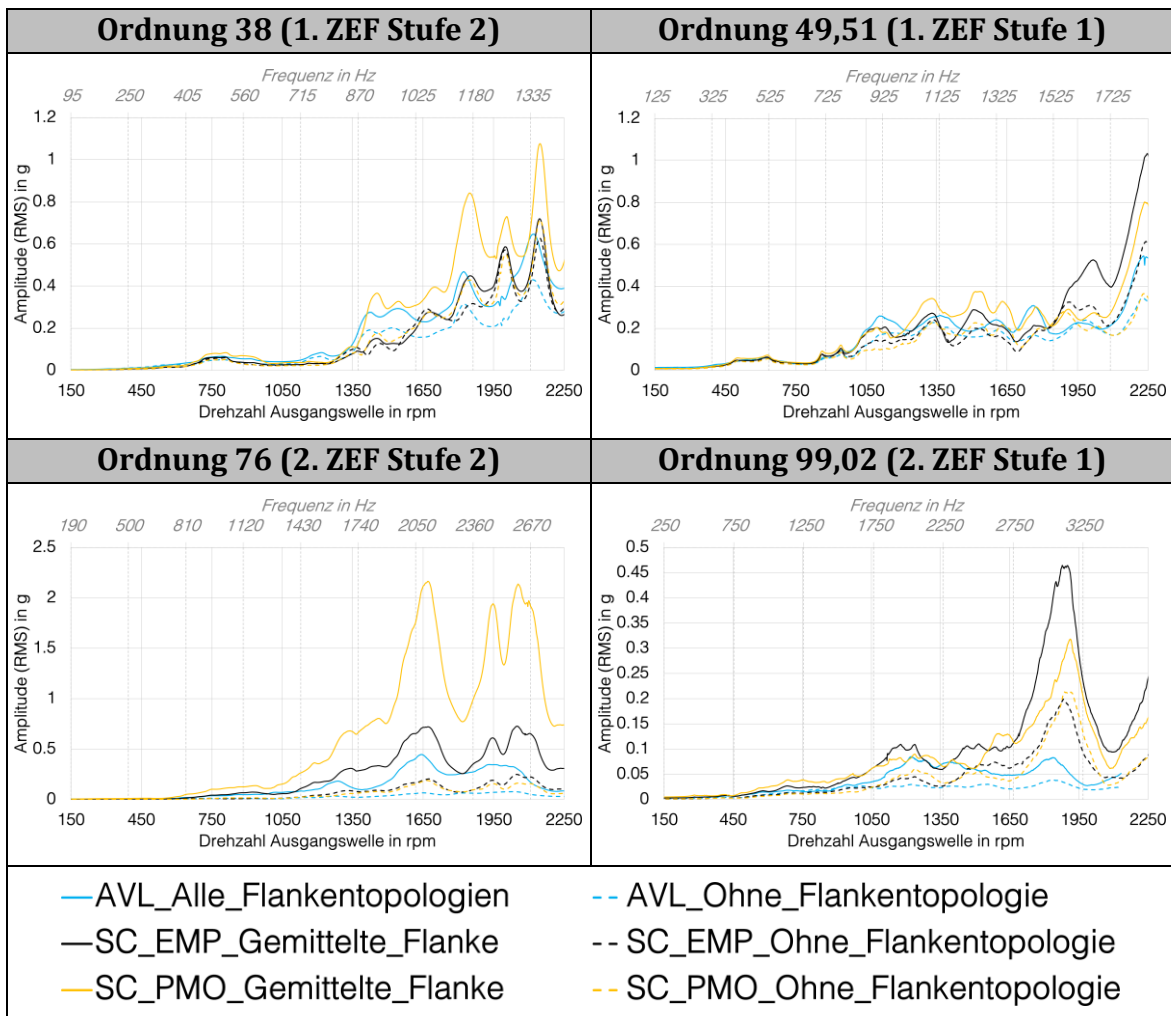 Ordnung 38 (1. ZEF Stufe 2)
Frequenz in Hz
95 250 405 560 715 870 1025 1180 1335
Amplitude (RMS) in g
1.2
1
0.8
0.6
0.4
0.2
0
150 450 750 1050 1350 1650 1950 2250
Drehzahl Ausgangswelle in rpm
Ordnung 49,51 (1. ZEF Stufe 1)
Frequenz in Hz
125 325 525 725 925 1125 1325 1525 1725
Amplitude (RMS) in g
1.2
1
0.8
0.6
0.4
0.2
0
150 450 750 1050 1350 1650 1950 2250
Drehzahl Ausgangswelle in rpm
Ordnung 76 (2. ZEF Stufe 2)
Frequenz in Hz
190 500 810 1120 1430 1740 2050 2360 2670
Amplitude (RMS) in g
2.5
2
1.5
1
0.5
0
150 450 750 1050 1350 1650 1950 2250
Drehzahl Ausgangswelle in rpm
Ordnung 99,02 (2. ZEF Stufe 1)
Frequenz in Hz
250 750 1250 1750 2250 2750 3250
Amplitude (RMS) in g
0.5
0.45
0.4
0.35
0.3
0.25
0.2
0.15
0.1
0.05
0
150 450 750 1050 1350 1650 1950 2250
Drehzahl Ausgangswelle in rpm
AVL_Alle_Flankentopologien
AVL_Ohne_Flankentopologie
SC_EMP_Gemittelte_Flanke
SC_EMP_Ohne_Flankentopologie
SC_PMO_Gemittelte_Flanke
SC_PMO_Ohne_Flankentopologie